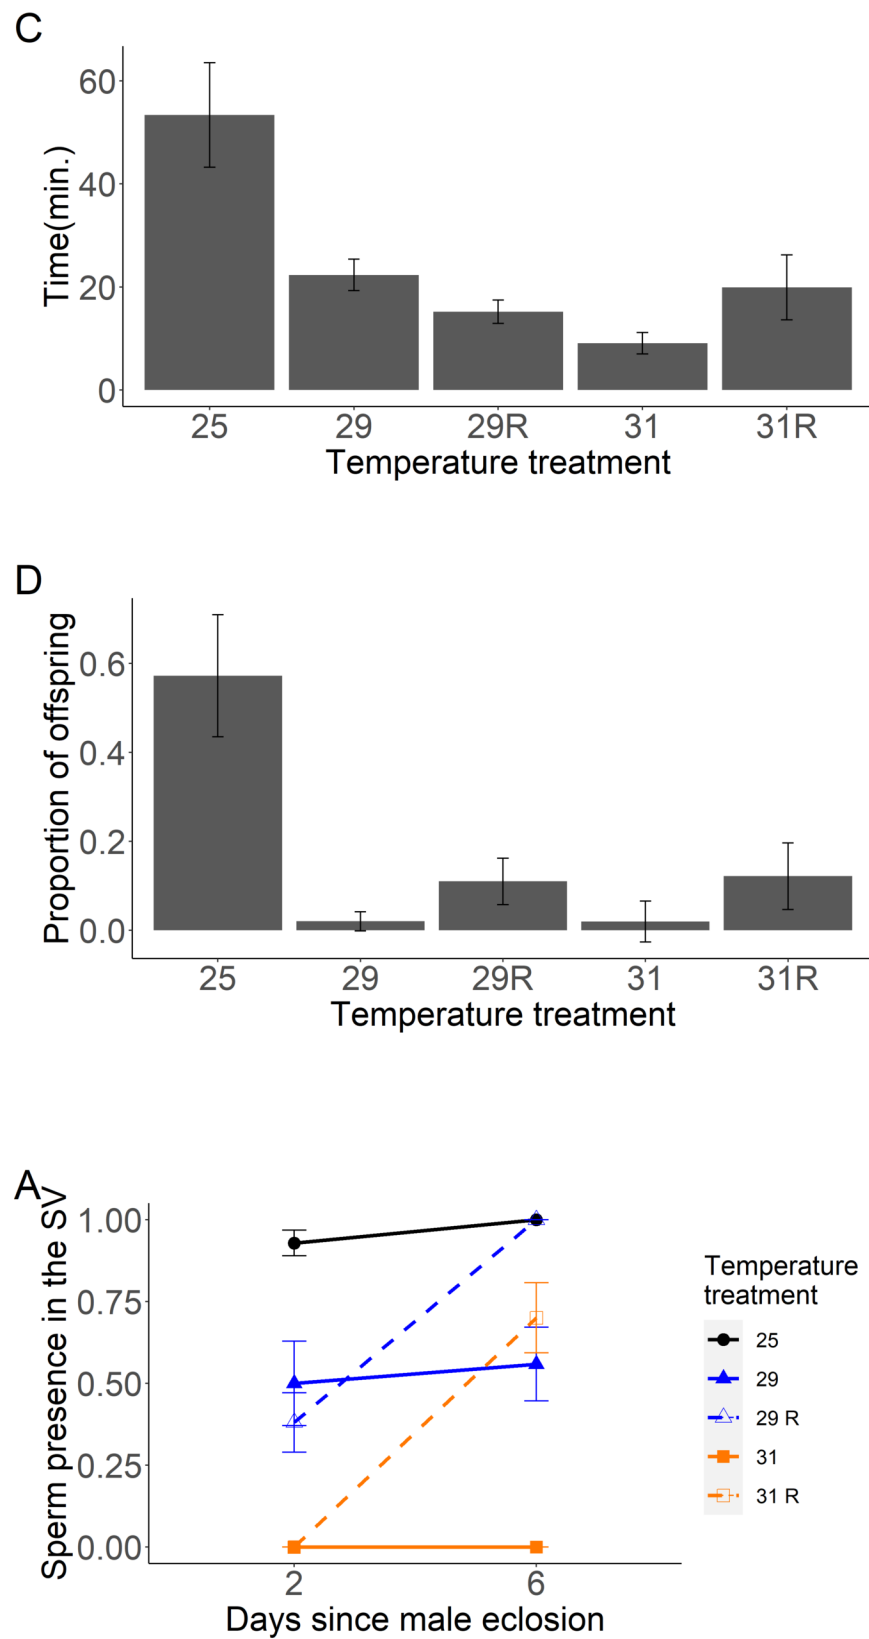 C
Time(min.)
60
40
20
0
25 29 29R 31 31R
Temperature treatment
D
Proportion of offspring
0.6
0.4
0.2
0.0
25 29 29R 31 31R
Temperature treatment
A
Sperm presence in the SV
1.00
0.75
0.50
0.25
0.00
2 6
Days since male eclosion
Temperature
treatment
25
29
29 R
31
31 R